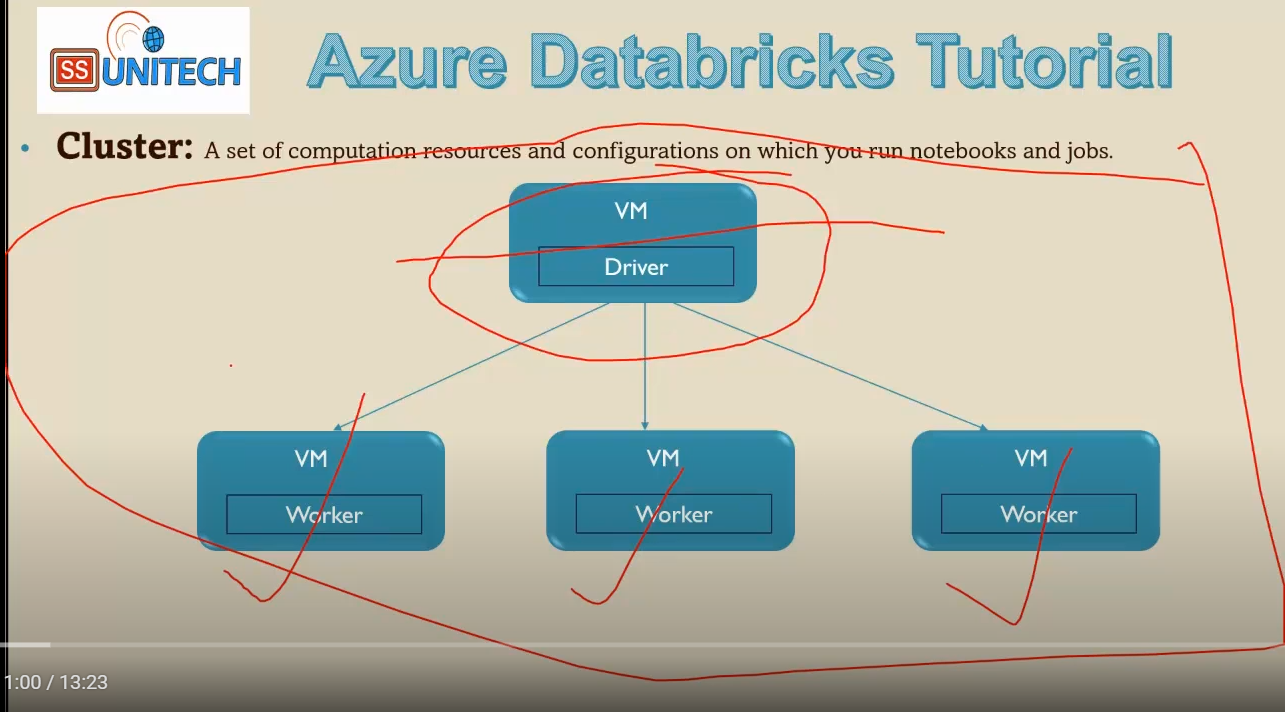 SS UNITECH
Azure Databricks Tutorial
• Cluster: A set of computation resources and configurations on which you run notebooks and jobs.
VM
Driver
VM
Worker
VM
Worker
VM
Worker
1:00 / 13:23